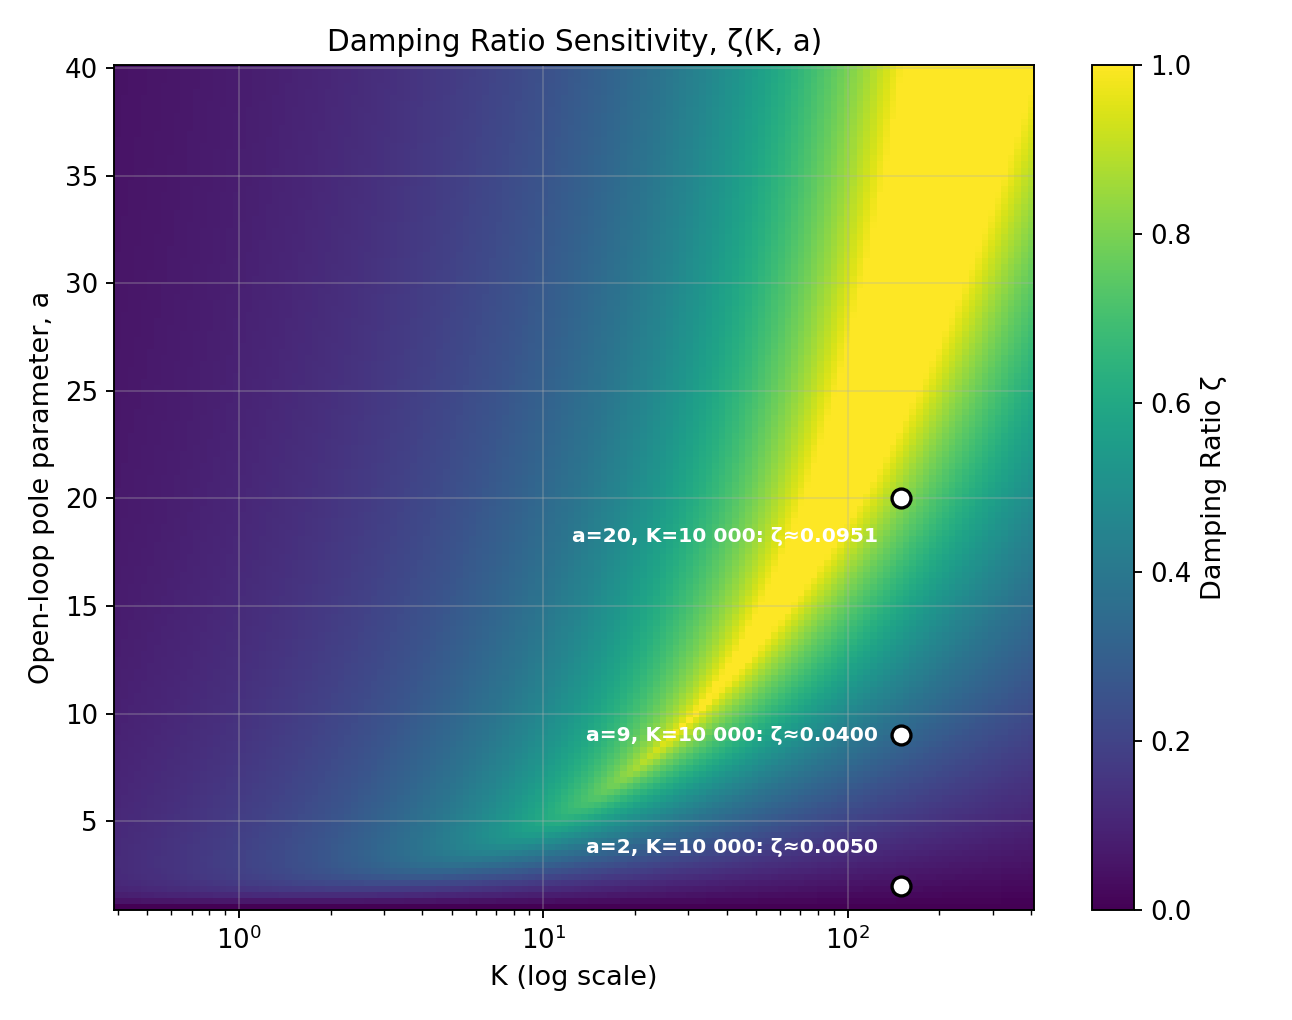 Damping Ratio Sensitivity, ζ(K, a)
40
35
30
25
20
15
10
5
Open-loop pole parameter, a
a=20, K=10 000: ζ≈0.0951
a=9, K=10 000: ζ≈0.0400
a=2, K=10 000: ζ≈0.0050
10⁰
10¹
10²
K (log scale)
1.0
0.8
0.6
0.4
0.2
0.0
Damping Ratio ζ